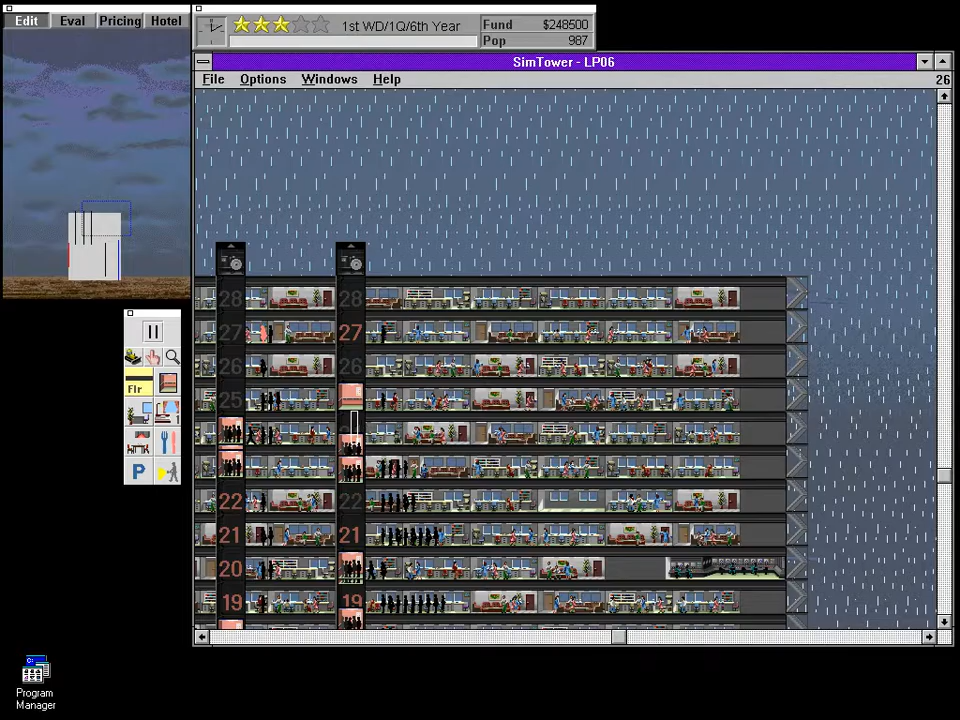 Edit Eval Pricing Hotel
1st WD/1Q/6th Year
Fund $248500
Pop 987
SimTower - LP06
File Options Windows Help
26
28 28
27 27
26 26
25
22 22
21 21
20
19 19
Flr
P
Program
Manager